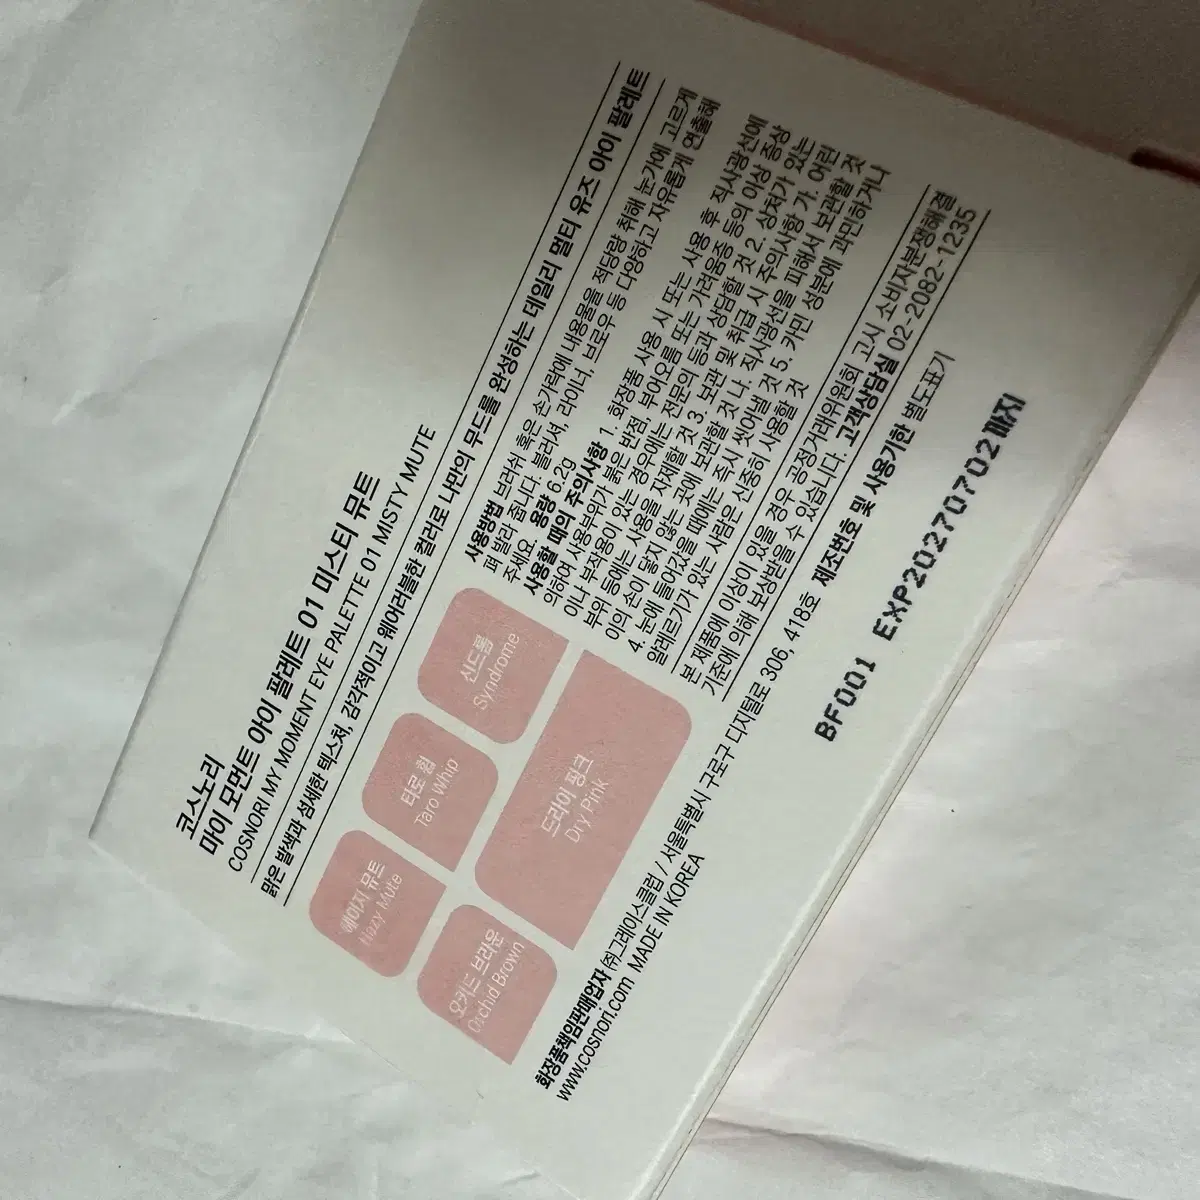 코스노리
마이 모먼트 아이 팔레트 01 미스티 뮤트
COSNORI MY MOMENT EYE PALETTE 01 MISTY MUTE
맑은 발색과 섬세한 텍스처, 감각적이고 웨어러블한 컬러로 나만의 무드를 완성하는 데일리 멀티 유즈 아이 팔레트
헤이지 뮤트
Hazy Mute
타로 휩
Taro Whip
신드롬
Syndrome
오키드 브라운
Orchid Brown
드라이 핑크
Dry Pink
사용방법 브러쉬 혹은 손가락에 내용물을 적당량 취해 눈가에 고르게
펴 발라 줍니다. 블러셔, 라이너, 브로우 등 다양하고 자유롭게 연출해
주세요. 용량 6.2g
사용할 때의 주의사항 1. 화장품 사용 시 또는 사용 후 직사광선에
의하여 사용부위가 붉은 반점, 부어오름 또는 가려움증 등의 이상 증상
이나 부작용이 있는 경우에는 전문의 등과 상담할 것 2. 상처가 있는
부위 등에는 사용을 자제할 것 3. 보관 및 취급 시 주의사항 가. 어린
이의 손이 닿지 않는 곳에 보관할 것 나. 직사광선을 피해서 보관할 것
4. 눈에 들어갔을 때에는 즉시 씻어낼 것 5. 카민 성분에 과민하거나
알레르기가 있는 사람은 신중히 사용할 것
본 제품에 이상이 있을 경우 공정거래위원회 고시 소비자분쟁해결
기준에 의해 보상받을 수 있습니다. 고객상담실 02-2082-1235
화장품책임판매업자 ㈜그레이스클럽 / 서울특별시 구로구 디지털로 306, 418호 제조번호 및 사용기한 별도표기
www.cosnori.com MADE IN KOREA
BF001 EXP20270702까지